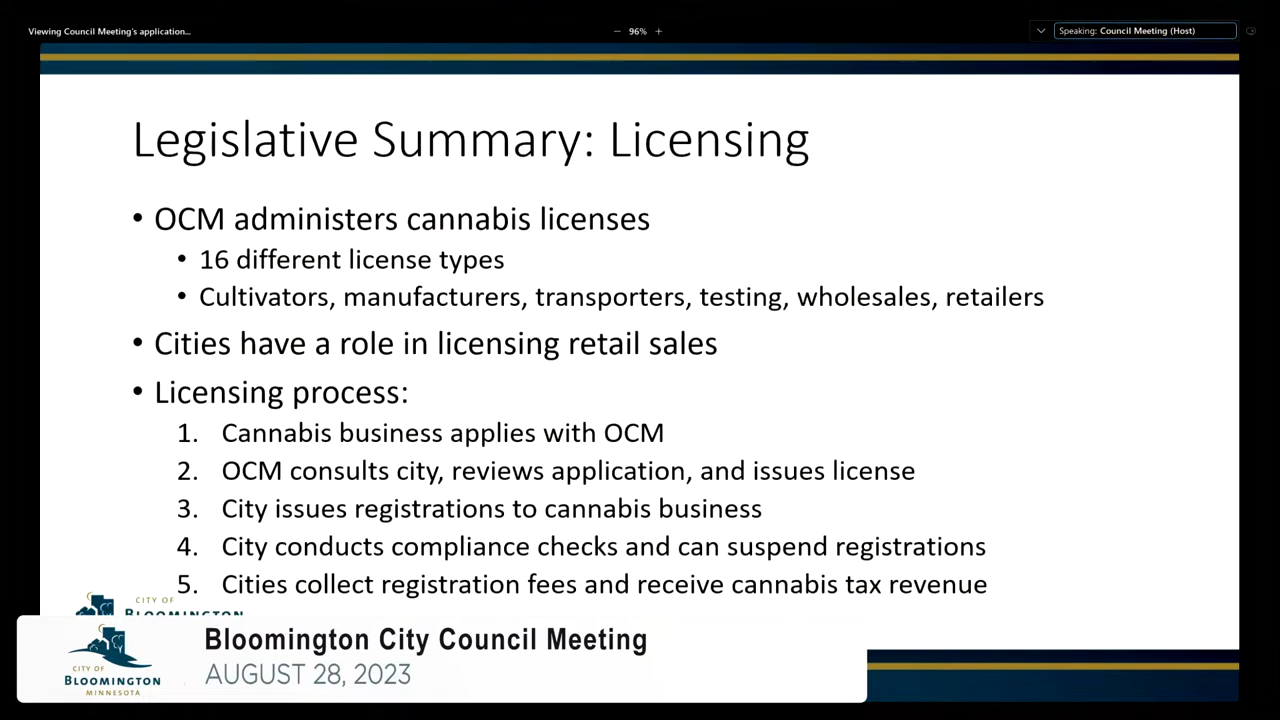 Viewing Council Meeting's application...
− 96% +
Speaking: Council Meeting (Host)
Legislative Summary: Licensing
• OCM administers cannabis licenses
• 16 different license types
• Cultivators, manufacturers, transporters, testing, wholesales, retailers
• Cities have a role in licensing retail sales
• Licensing process:
1. Cannabis business applies with OCM
2. OCM consults city, reviews application, and issues license
3. City issues registrations to cannabis business
4. City conducts compliance checks and can suspend registrations
5. Cities collect registration fees and receive cannabis tax revenue
CITY OF
BLOOMINGTON
Bloomington City Council Meeting
AUGUST 28, 2023
CITY OF
BLOOMINGTON
MINNESOTA